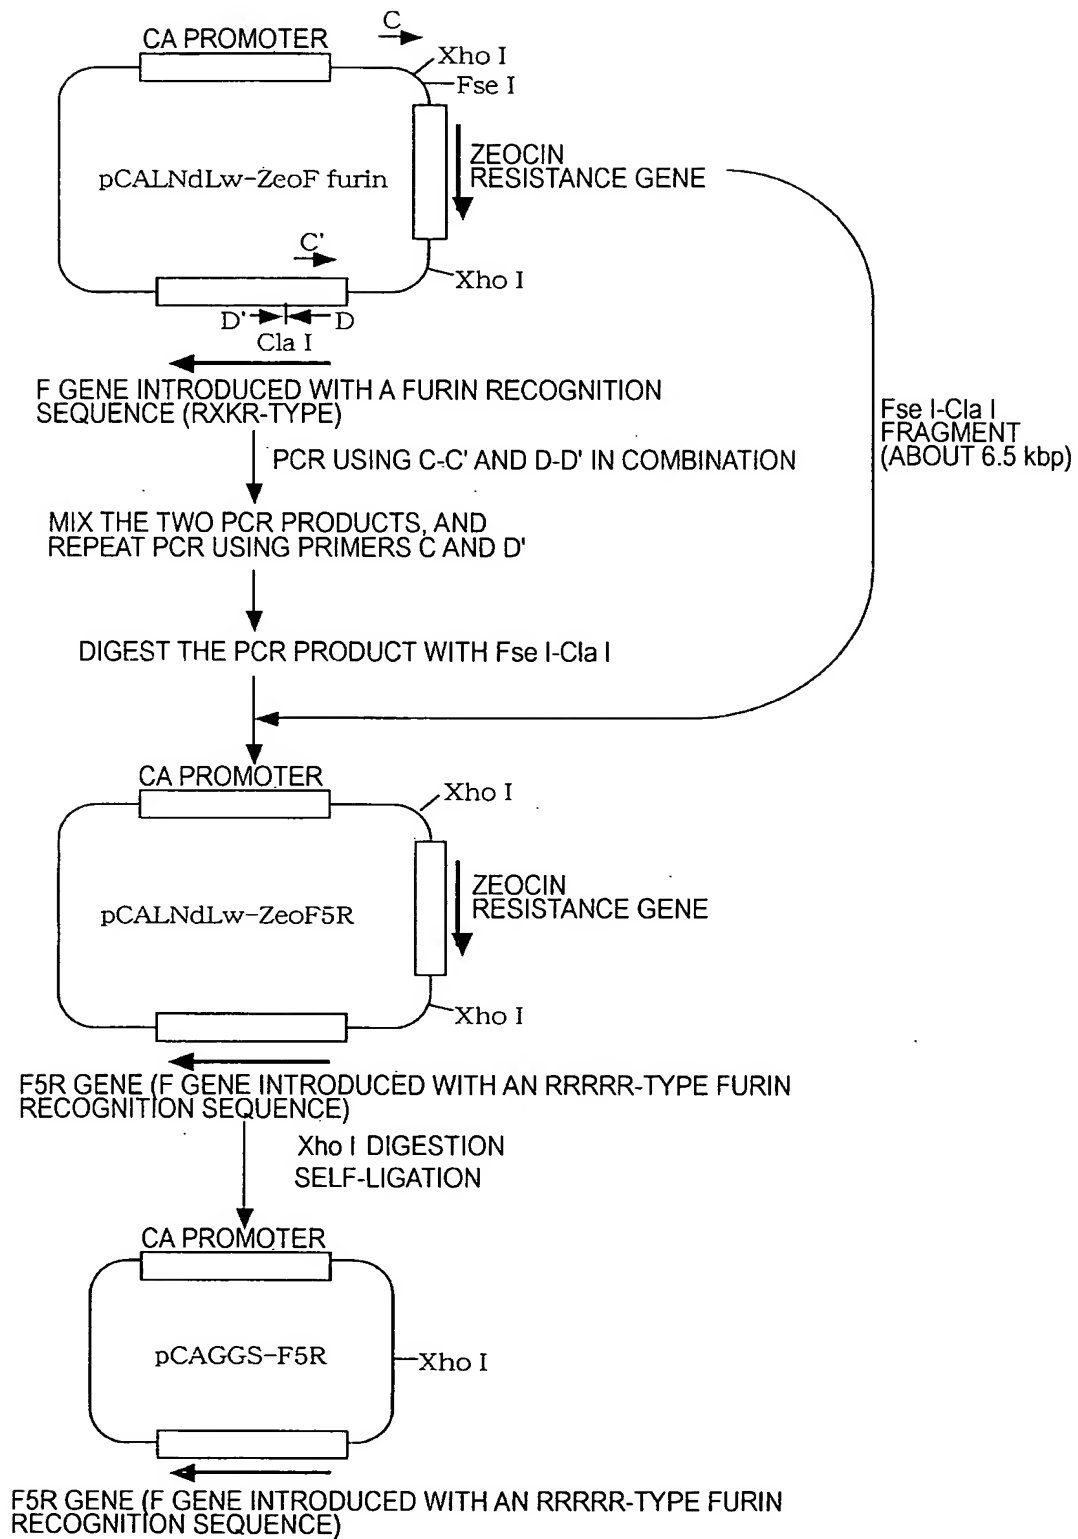 C
CA PROMOTER
Xho I
Fse I
ZEOCIN
RESISTANCE GENE
pCALNdLw-ZeoF furin
C'
Xho I
D'
D
Cla I
F GENE INTRODUCED WITH A FURIN RECOGNITION
SEQUENCE (RXKR-TYPE)
Fse I-Cla I
FRAGMENT
(ABOUT 6.5 kbp)
PCR USING C-C' AND D-D' IN COMBINATION
MIX THE TWO PCR PRODUCTS, AND
REPEAT PCR USING PRIMERS C AND D'
DIGEST THE PCR PRODUCT WITH Fse I-Cla I
CA PROMOTER
Xho I
ZEOCIN
RESISTANCE GENE
pCALNdLw-ZeoF5R
Xho I
F5R GENE (F GENE INTRODUCED WITH AN RRRRR-TYPE FURIN
RECOGNITION SEQUENCE)
Xho I DIGESTION
SELF-LIGATION
CA PROMOTER
pCAGGS-F5R
Xho I
F5R GENE (F GENE INTRODUCED WITH AN RRRRR-TYPE FURIN
RECOGNITION SEQUENCE)